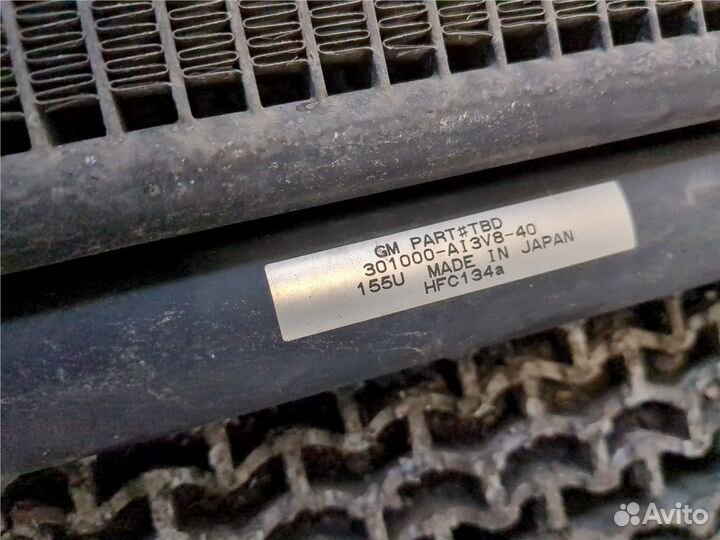 GM PART#TBD
301000-AI3V8-40
155U MADE IN JAPAN
HFC134a
Avito